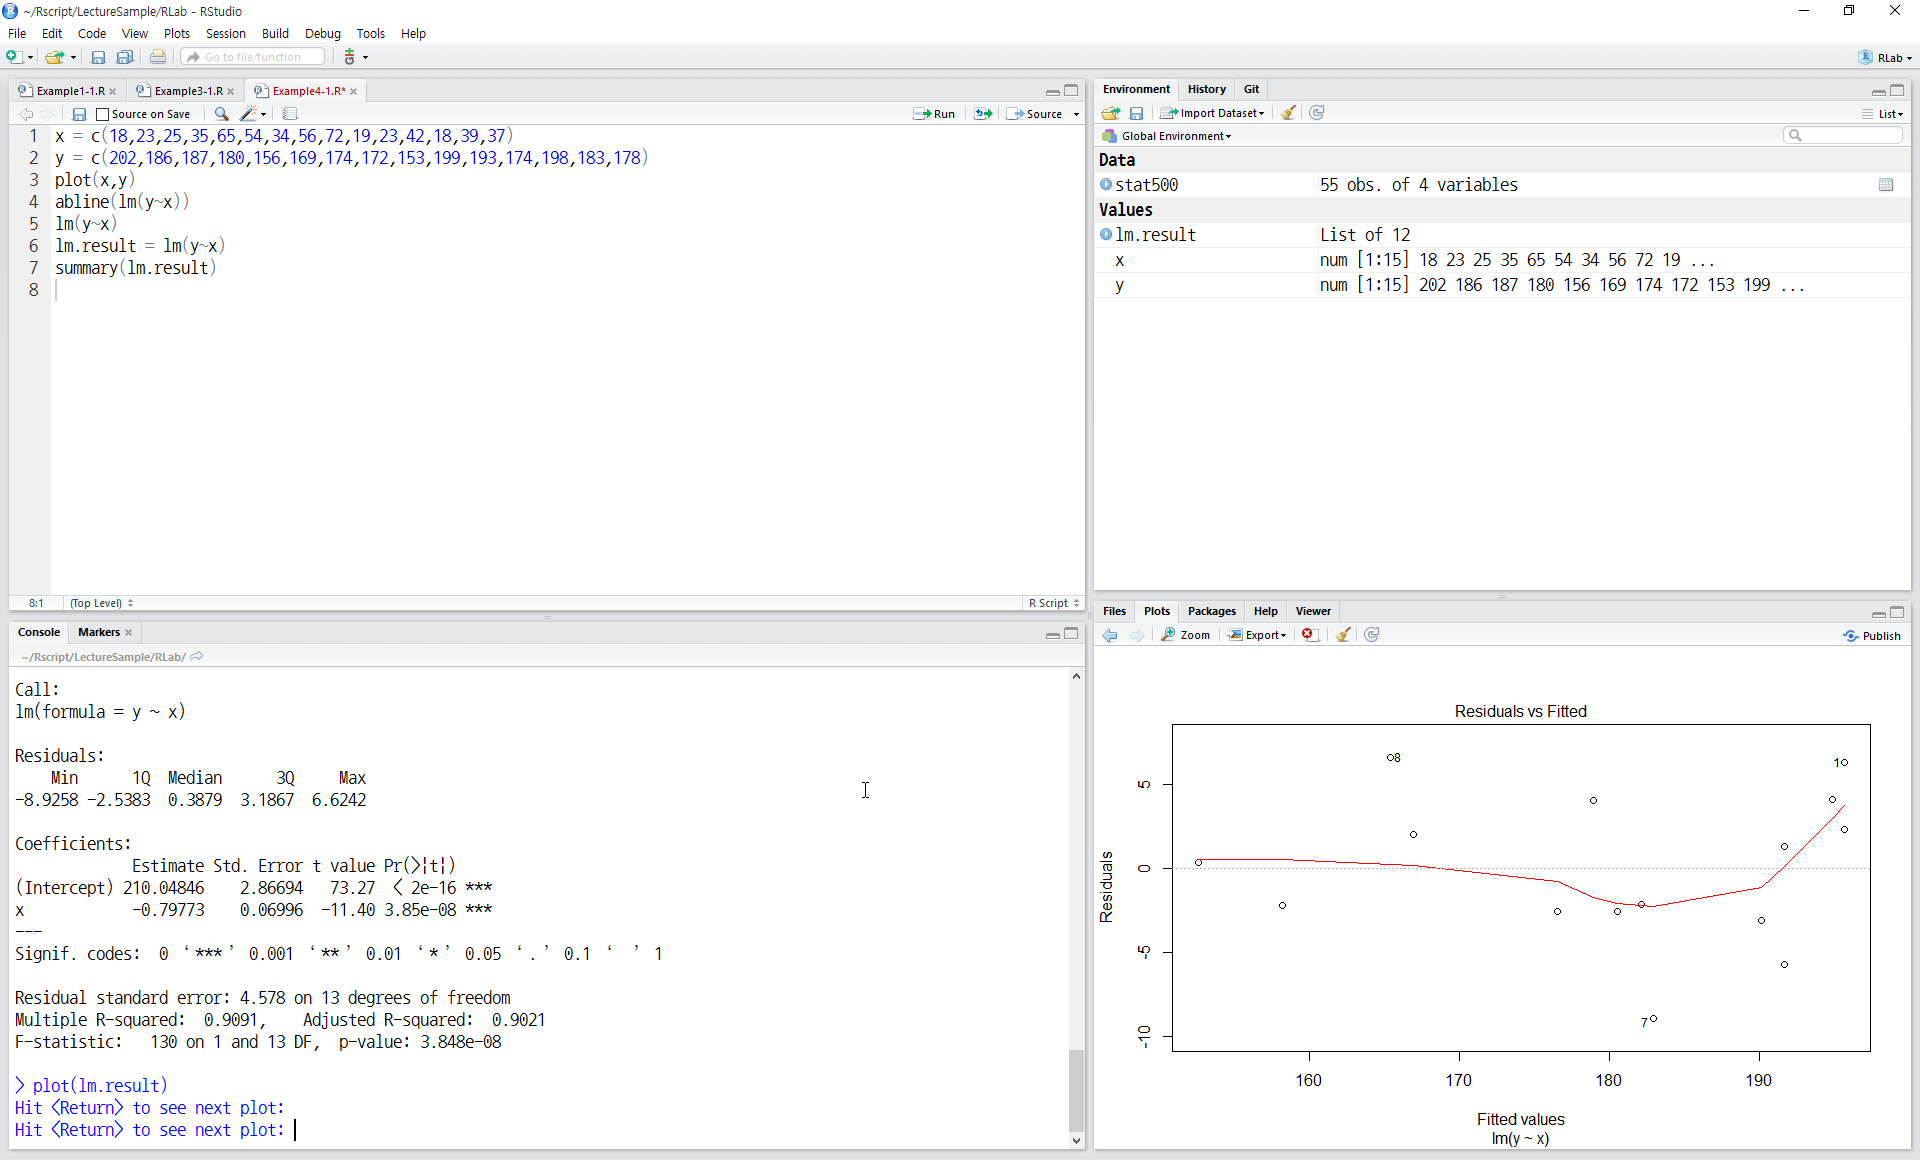 ~/Rscript/LectureSample/RLab - RStudio
File Edit Code View Plots Session Build Debug Tools Help
Go to file/function
RLab
Example1-1.R
Example3-1.R
Example4-1.R*
Source on Save
Run
Source
1 x = c(18,23,25,35,65,54,34,56,72,19,23,42,18,39,37)
2 y = c(202,186,187,180,156,169,174,172,153,199,193,174,198,183,178)
3 plot(x,y)
4 abline(lm(y~x))
5 lm(y~x)
6 lm.result = lm(y~x)
7 summary(lm.result)
8
8:1 (Top Level) R Script
Console Markers
~/Rscript/LectureSample/RLab/
Call:
lm(formula = y ~ x)
Residuals:
Min 1Q Median 3Q Max
-8.9258 -2.5383 0.3879 3.1867 6.6242
Coefficients:
Estimate Std. Error t value Pr(>|t|)
(Intercept) 210.04846 2.86694 73.27 < 2e-16 ***
x -0.79773 0.06996 -11.40 3.85e-08 ***
---
Signif. codes: 0 ‘***’ 0.001 ‘**’ 0.01 ‘*’ 0.05 ‘.’ 0.1 ‘ ’ 1
Residual standard error: 4.578 on 13 degrees of freedom
Multiple R-squared: 0.9091, Adjusted R-squared: 0.9021
F-statistic: 130 on 1 and 13 DF, p-value: 3.848e-08
> plot(lm.result)
Hit <Return> to see next plot:
Hit <Return> to see next plot:
Environment History Git
Import Dataset
List
Global Environment
Data
stat500 55 obs. of 4 variables
Values
lm.result List of 12
x num [1:15] 18 23 25 35 65 54 34 56 72 19 ...
y num [1:15] 202 186 187 180 156 169 174 172 153 199 ...
Files Plots Packages Help Viewer
Zoom Export Publish
Residuals vs Fitted
8
1
7
5
0
-5
-10
Residuals
160 170 180 190
Fitted values
lm(y ~ x)